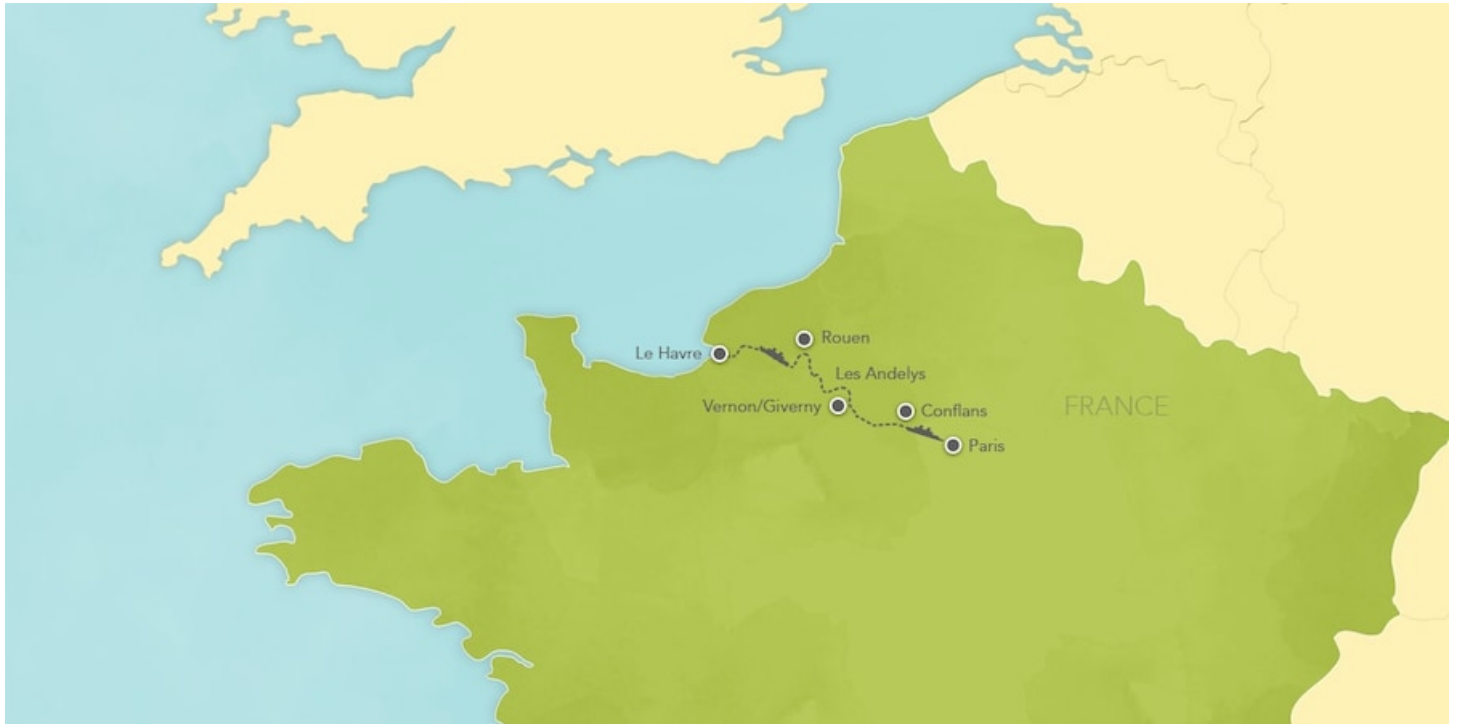 Rouen
Le Havre
Les Andelys
Vernon/Giverny
FRANCE
Conflans
Paris